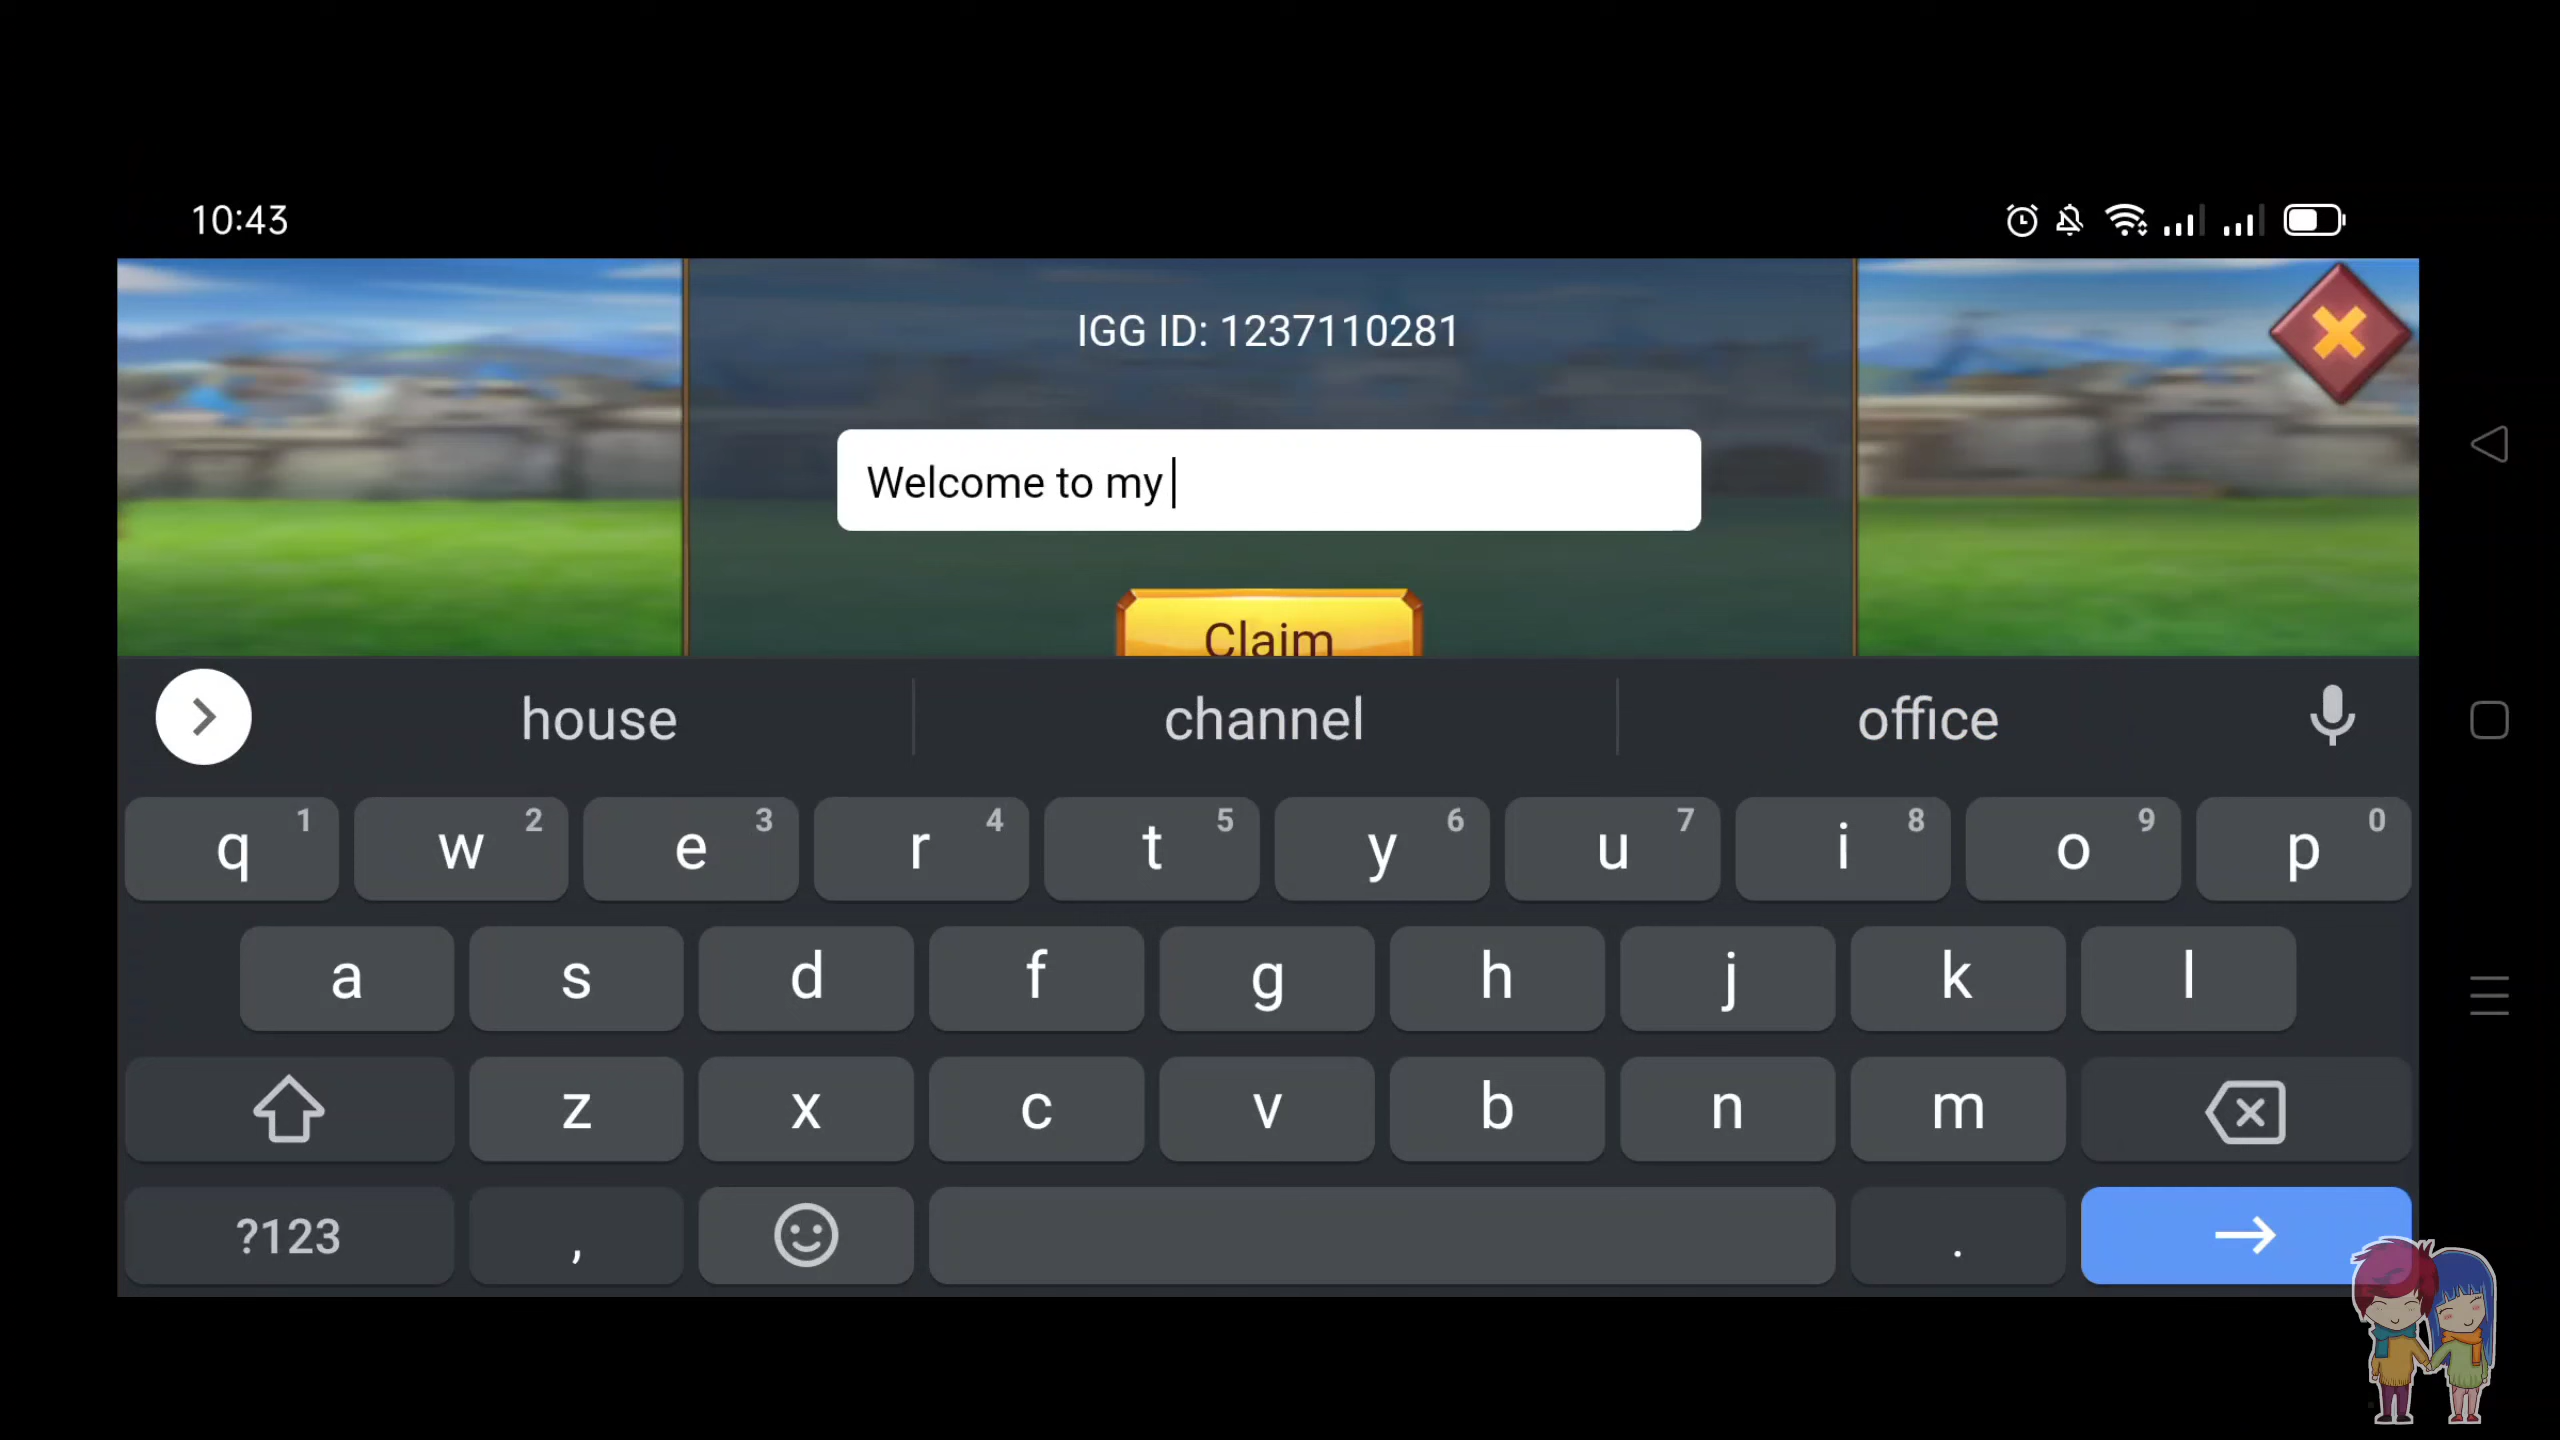 10:43
IGG ID: 1237110281
Welcome to my
Claim
house channel office
q 1 w 2 e 3 r 4 t 5 y 6 u 7 i 8 o 9 p 0
a s d f g h j k l
z x c v b n m
?123 , .